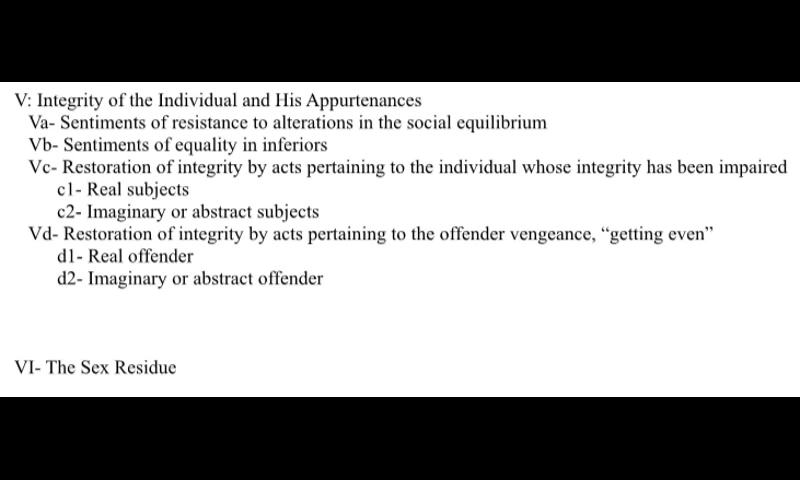 V: Integrity of the Individual and His Appurtenances
Va- Sentiments of resistance to alterations in the social equilibrium
Vb- Sentiments of equality in inferiors
Vc- Restoration of integrity by acts pertaining to the individual whose integrity has been impaired
c1- Real subjects
c2- Imaginary or abstract subjects
Vd- Restoration of integrity by acts pertaining to the offender vengeance, “getting even”
d1- Real offender
d2- Imaginary or abstract offender
VI- The Sex Residue